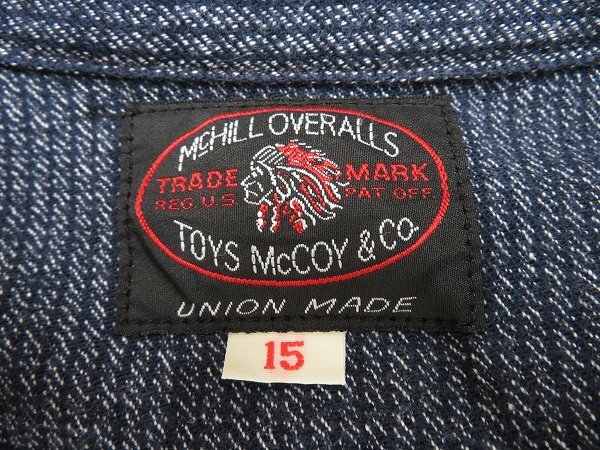 McHILL OVERALLS
TRADE MARK
REG. U.S. PAT. OFF.
TOYS McCOY & Co.
UNION MADE
15